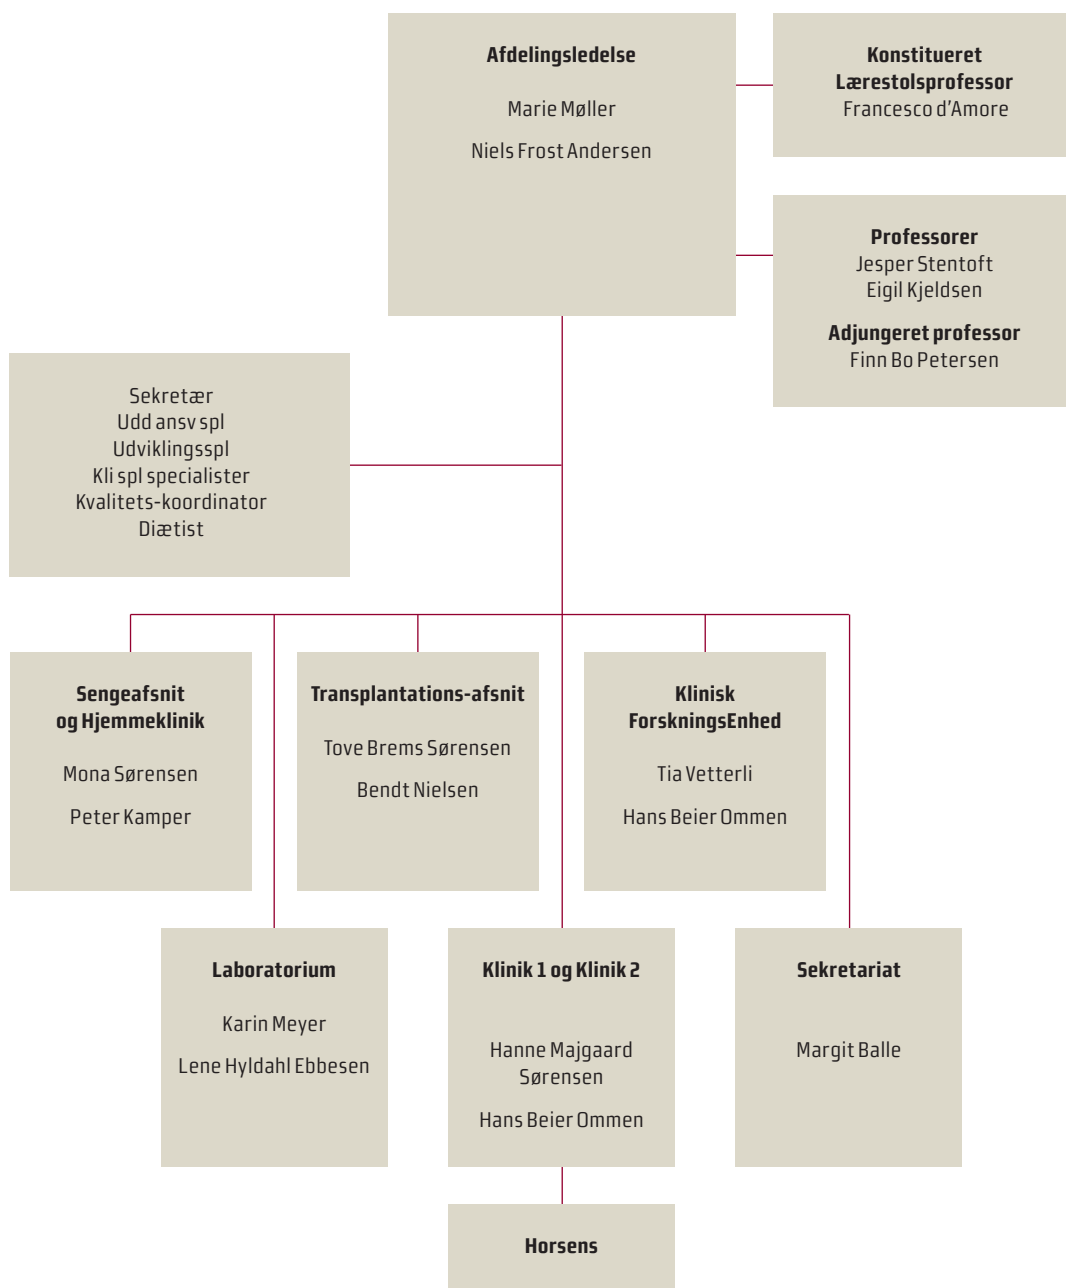 Afdelingsledelse
Marie Møller
Niels Frost Andersen
Konstitueret
Lærestolsprofessor
Francesco d’Amore
Professorer
Jesper Stentoft
Eigil Kjeldsen
Adjungeret professor
Finn Bo Petersen
Sekretær
Udd ansv spl
Udviklingsspl
Kli spl specialister
Kvalitets-koordinator
Diætist
Sengeafsnit
og Hjemmeklinik
Mona Sørensen
Peter Kamper
Transplantations-afsnit
Tove Brems Sørensen
Bendt Nielsen
Klinisk
ForskningsEnhed
Tia Vetterli
Hans Beier Ommen
Laboratorium
Karin Meyer
Lene Hyldahl Ebbesen
Klinik 1 og Klinik 2
Hanne Majgaard
Sørensen
Hans Beier Ommen
Sekretariat
Margit Balle
Horsens